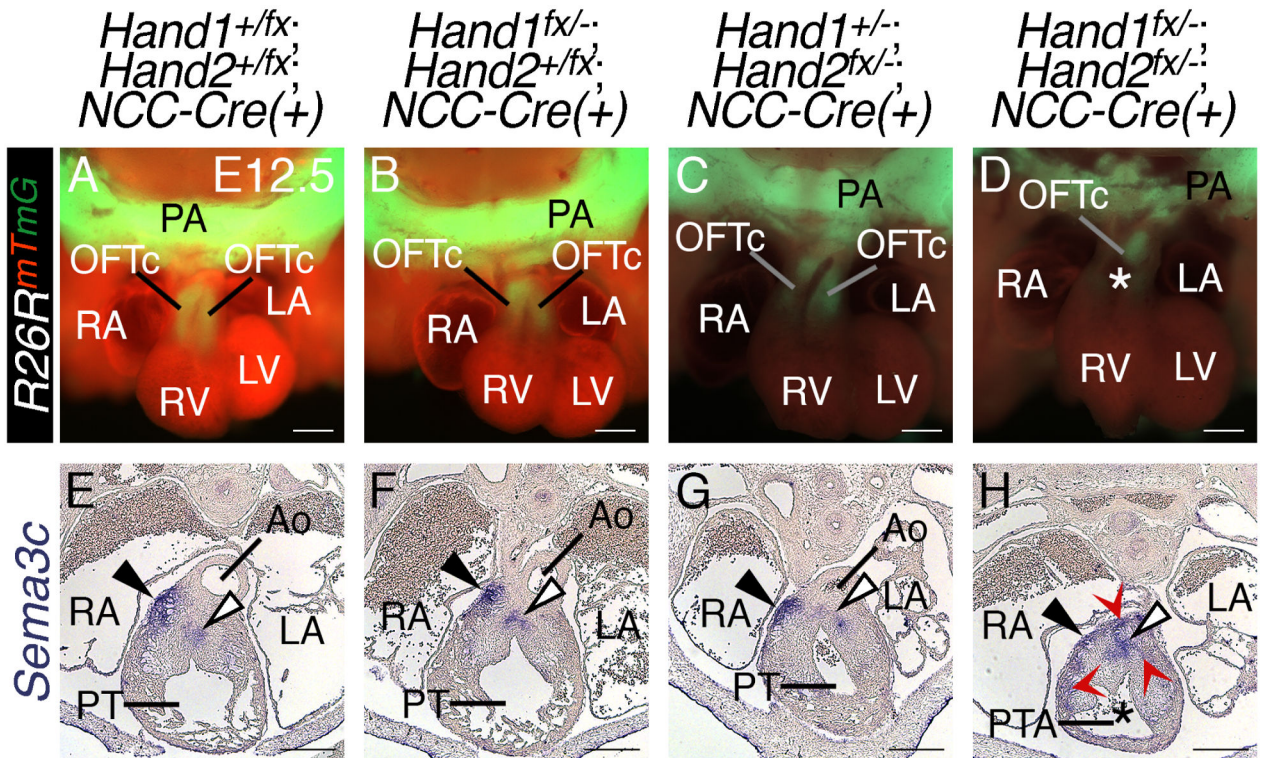 Hand1+/fx; Hand1fx/-; Hand1+/-; Hand1fx/-;
Hand2+/fx; Hand2+/fx; Hand2fx/-; Hand2fx/-;
NCC-Cre(+) NCC-Cre(+) NCC-Cre(+) NCC-Cre(+)
R26RmTmG
A E12.5
PA
OFTc OFTc
RA LA
RV LV
B
PA
OFTc OFTc
RA LA
RV LV
C
PA
OFTc OFTc
RA LA
RV LV
D
PA
OFTc
RA * LA
RV LV
Sema3c
E
Ao
RA LA
PT
F
Ao
RA LA
PT
G
Ao
RA LA
PT
H
RA LA
PTA *